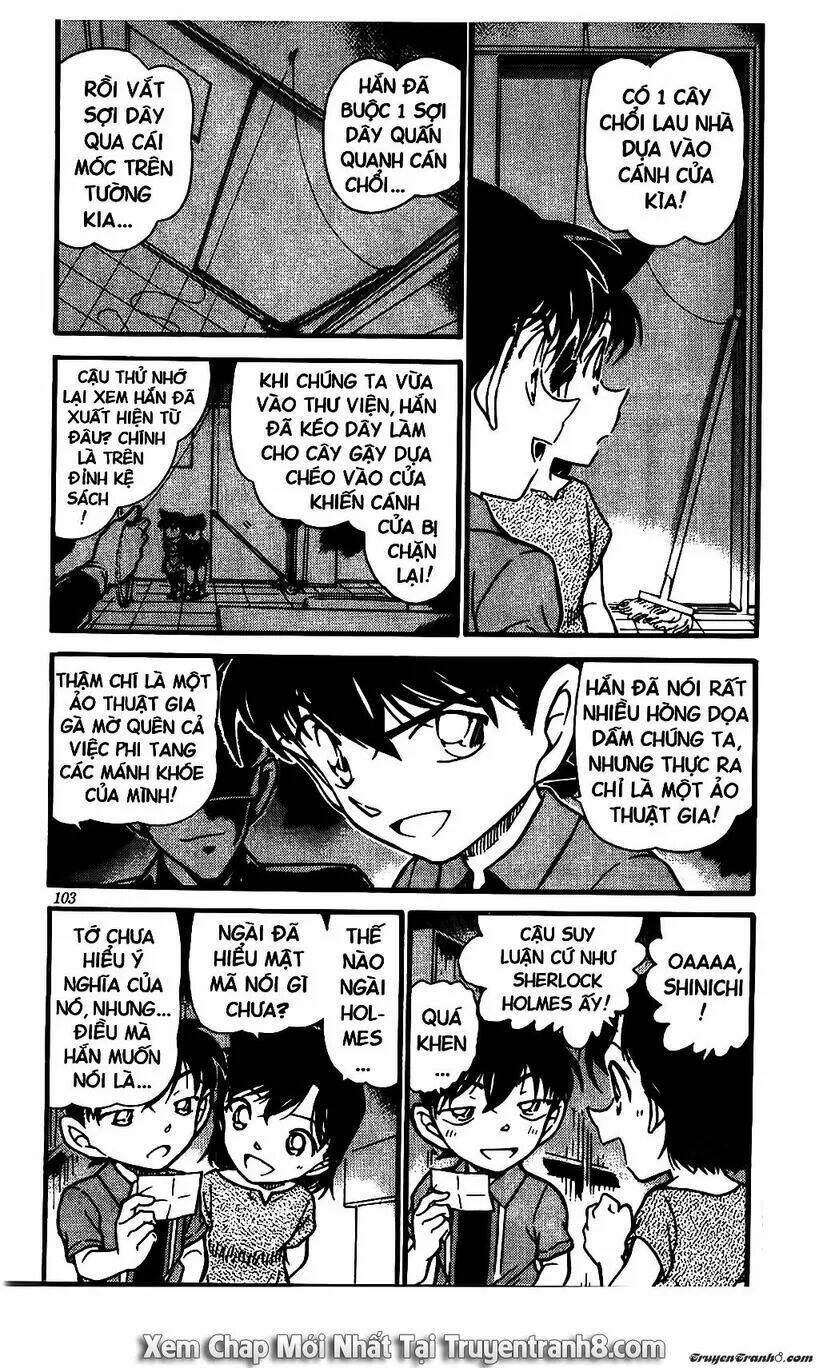 CÓ 1 CÂY
CHỔI LAU NHÀ
DỰA VÀO
CÁNH CỬA
KÌA!
HẮN ĐÃ
BUỘC 1 SỢI
DÂY QUẤN
QUANH CÁN
CHỔI...
RỒI VẮT
SỢI DÂY
QUA CÁI
MÓC TRÊN
TƯỜNG
KIA...
KHI CHÚNG TA VỪA
VÀO THƯ VIỆN, HẮN
ĐÃ KÉO DÂY LÀM
CHO CÂY GẬY DỰA
CHÉO VÀO CỬA
KHIẾN CÁNH
CỬA BỊ
CHẶN
LẠI!
CẬU THỬ NHỚ
LẠI XEM HẮN ĐÃ
XUẤT HIỆN TỪ
ĐÂU? CHÍNH
LÀ TRÊN
ĐỈNH KỆ
SÁCH
!
HẮN ĐÃ NÓI RẤT
NHIỀU HÒNG DỌA
DẪM CHÚNG TA,
NHƯNG THỰC RA
CHỈ LÀ MỘT ẢO
THUẬT GIA!
THẬM CHÍ LÀ MỘT
ẢO THUẬT GIA
GÀ MỜ QUÊN CẢ
VIỆC PHI TANG
CÁC MÁNH KHÓE
CỦA MÌNH!
103
OAAAA,
SHINICHI
!
CẬU SUY
LUẬN CỨ NHƯ
SHERLOCK
HOLMES ẤY!
QUÁ
KHEN
...
THẾ
NÀO
NGÀI
HOL-
MES...
NGÀI ĐÃ
HIỂU MẬT
MÃ NÓI GÌ
CHƯA?
TỚ CHƯA
HIỂU Ý
NGHĨA CỦA
NÓ, NHƯNG...
ĐIỀU MÀ
HẮN MUỐN
NÓI LÀ...
Xem Chap Mới Nhất Tại Truyentranh8.com
TruyenTranh8.com